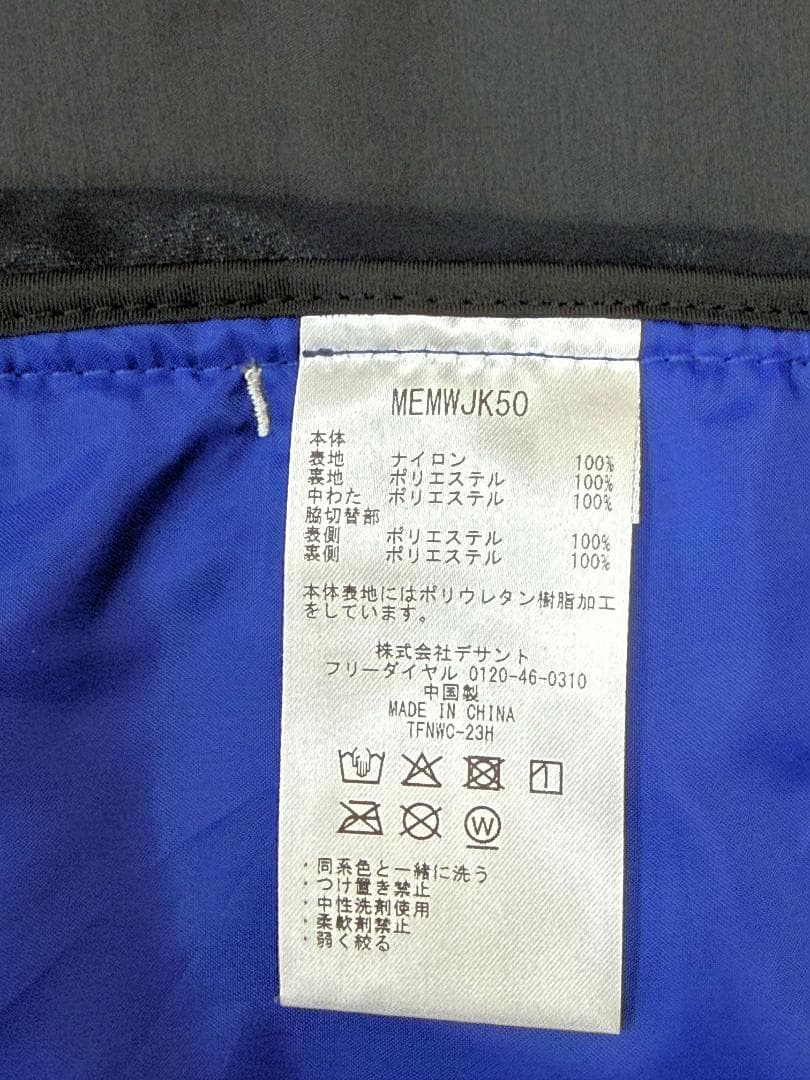 MEMWJK50
本体
表地 ナイロン 100%
裏地 ポリエステル 100%
中わた ポリエステル 100%
脇切替部
表側 ポリエステル 100%
裏側 ポリエステル 100%
本体表地にはポリウレタン樹脂加工
をしています。
株式会社デサント
フリーダイヤル 0120-46-0310
中国製
MADE IN CHINA
TFNWC-23H
W
・同系色と一緒に洗う
・つけ置き禁止
・中性洗剤使用
・柔軟剤禁止
・弱く絞る